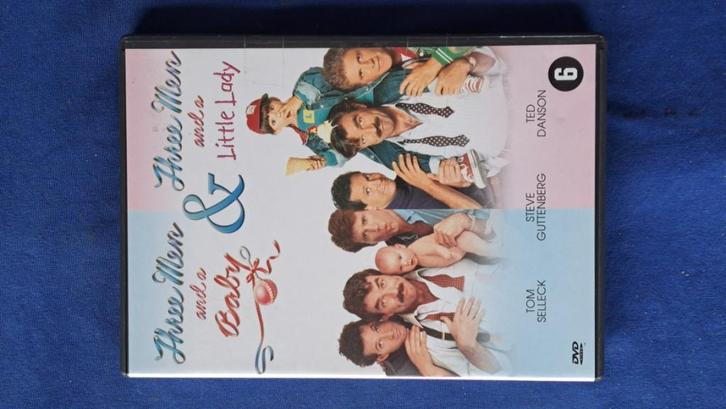 Three Men
and a
Baby
&
Three Men
and a
Little Lady
TOM
SELLECK
STEVE
GUTTENBERG
TED
DANSON
DVD
6